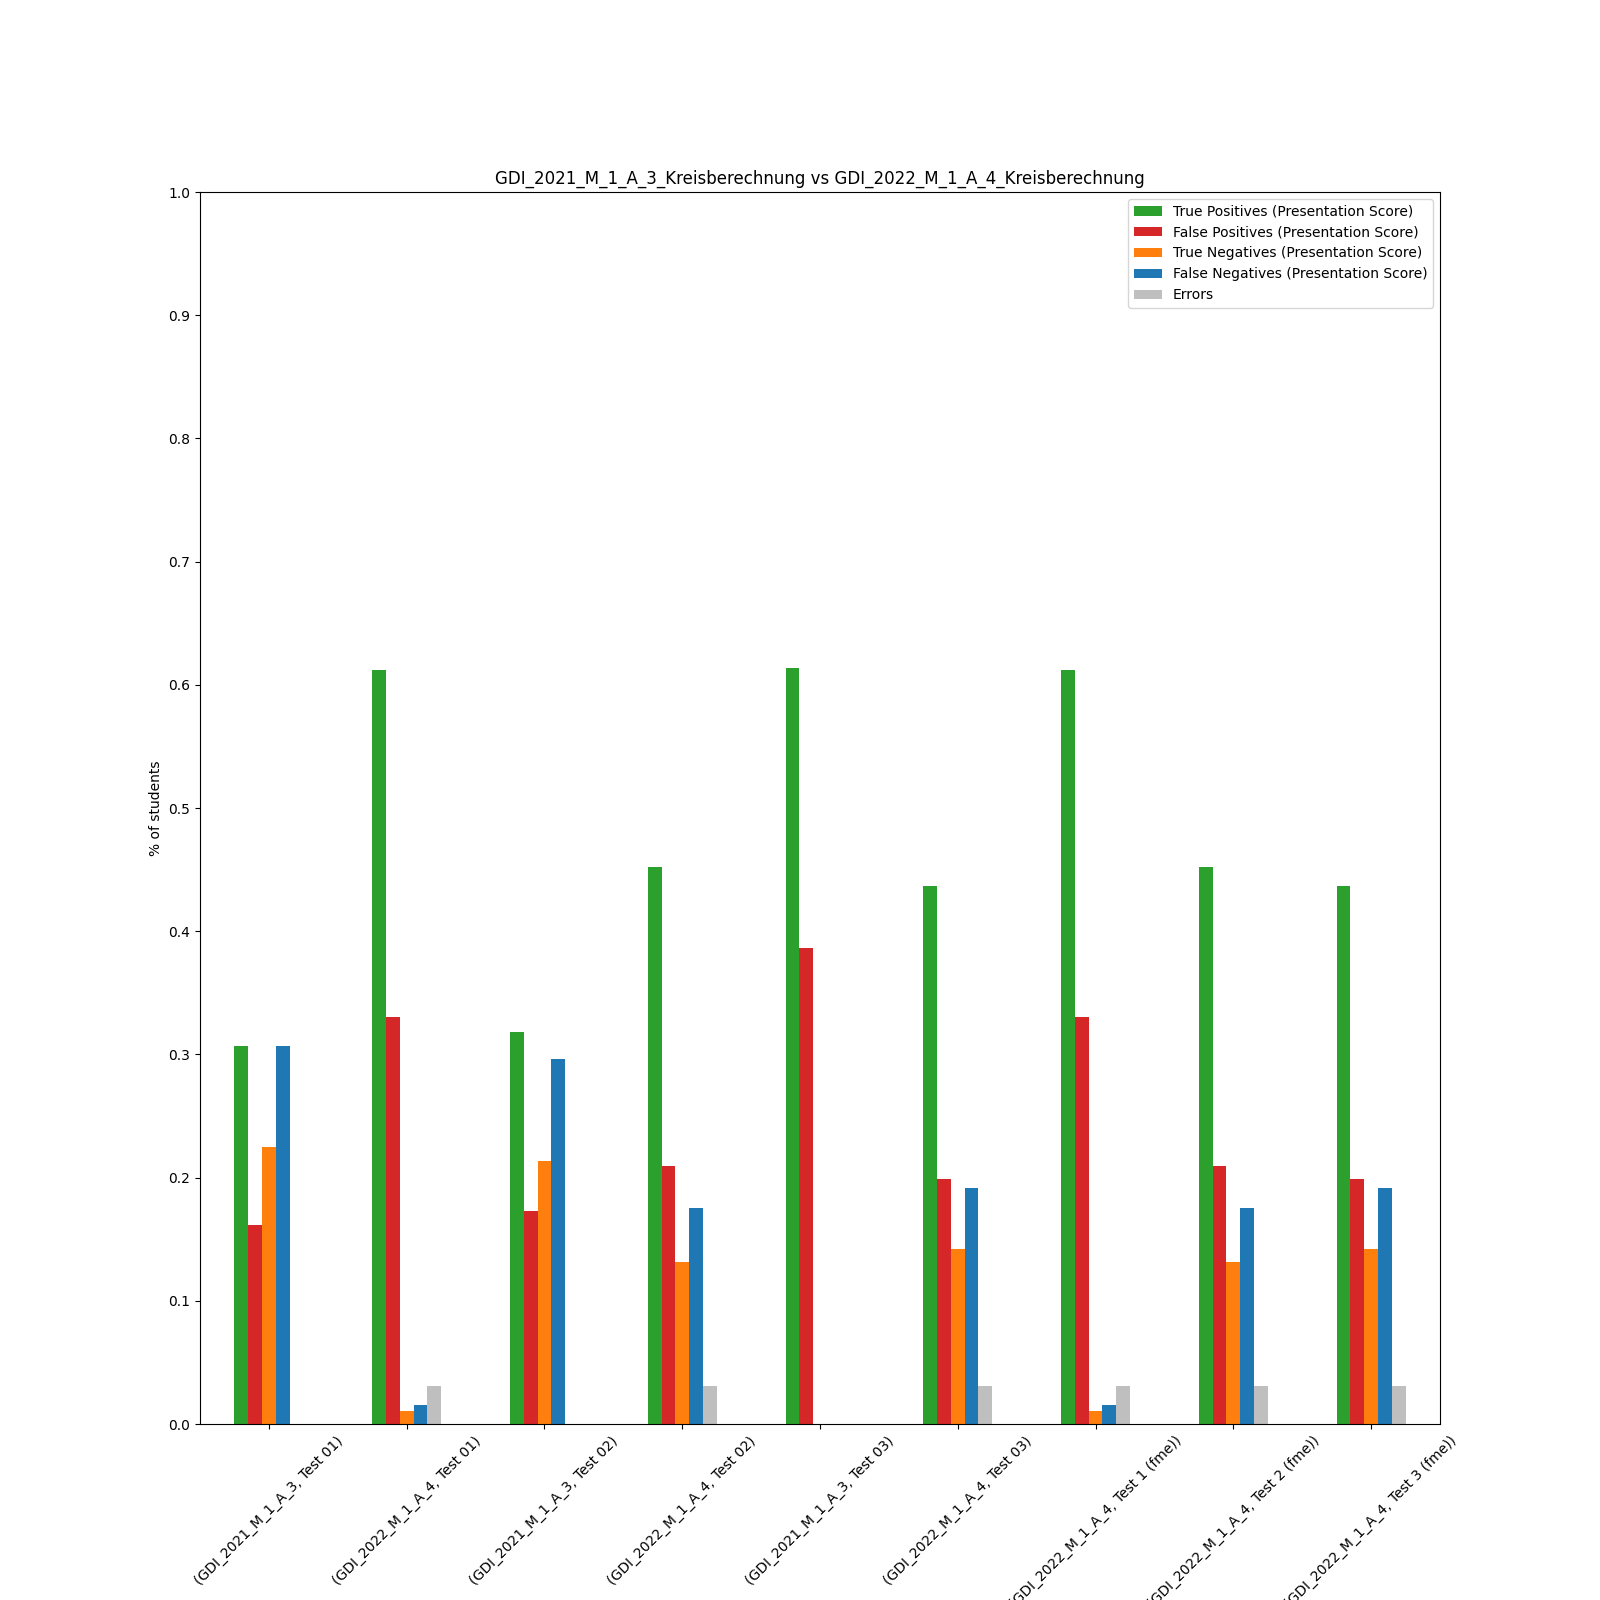 GDI_2021_M_1_A_3_Kreisberechnung vs GDI_2022_M_1_A_4_Kreisberechnung
True Positives (Presentation Score)
False Positives (Presentation Score)
True Negatives (Presentation Score)
False Negatives (Presentation Score)
Errors
% of students
1.0
0.9
0.8
0.7
0.6
0.5
0.4
0.3
0.2
0.1
0.0
(GDI_2021_M_1_A_3, Test 01)
(GDI_2022_M_1_A_4, Test 01)
(GDI_2021_M_1_A_3, Test 02)
(GDI_2022_M_1_A_4, Test 02)
(GDI_2021_M_1_A_3, Test 03)
(GDI_2022_M_1_A_4, Test 03)
(GDI_2022_M_1_A_4, Test 1 (fme))
(GDI_2022_M_1_A_4, Test 2 (fme))
(GDI_2022_M_1_A_4, Test 3 (fme))